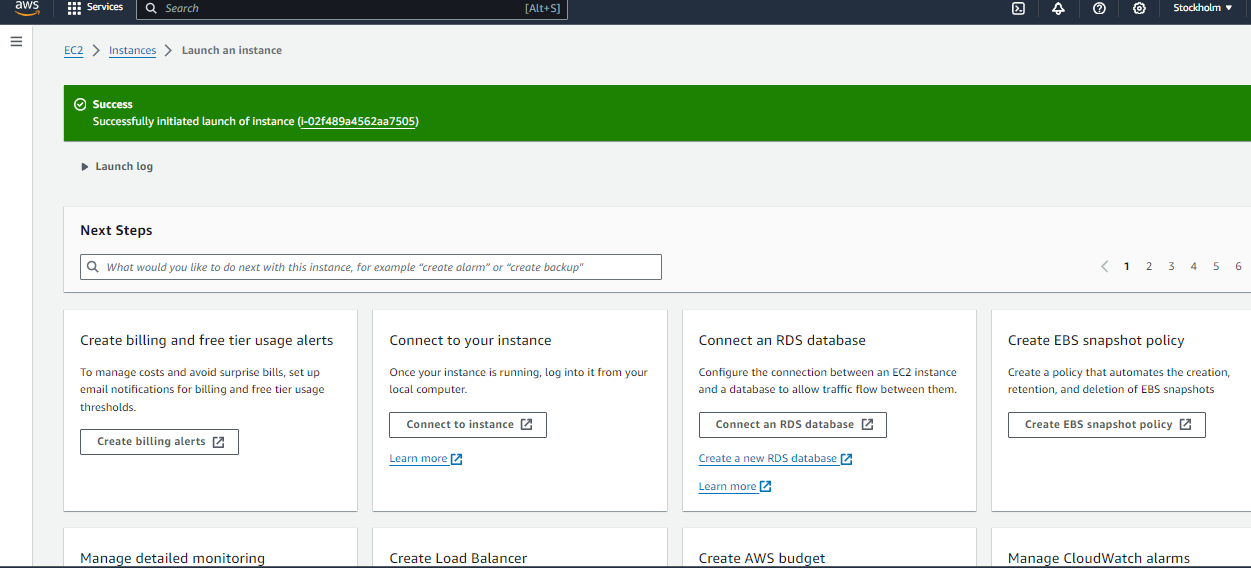 aws
Services
Search [Alt+S]
Stockholm
EC2 Instances Launch an instance
Success
Successfully initiated launch of instance (i-02f489a4562aa7505)
Launch log
Next Steps
What would you like to do next with this instance, for example “create alarm” or “create backup”
1 2 3 4 5 6
Create billing and free tier usage alerts
To manage costs and avoid surprise bills, set up
email notifications for billing and free tier usage
thresholds.
Create billing alerts
Connect to your instance
Once your instance is running, log into it from your
local computer.
Connect to instance
Learn more
Connect an RDS database
Configure the connection between an EC2 instance
and a database to allow traffic flow between them.
Connect an RDS database
Create a new RDS database
Learn more
Create EBS snapshot policy
Create a policy that automates the creation,
retention, and deletion of EBS snapshots
Create EBS snapshot policy
Manage detailed monitoring
Create Load Balancer
Create AWS budget
Manage CloudWatch alarms